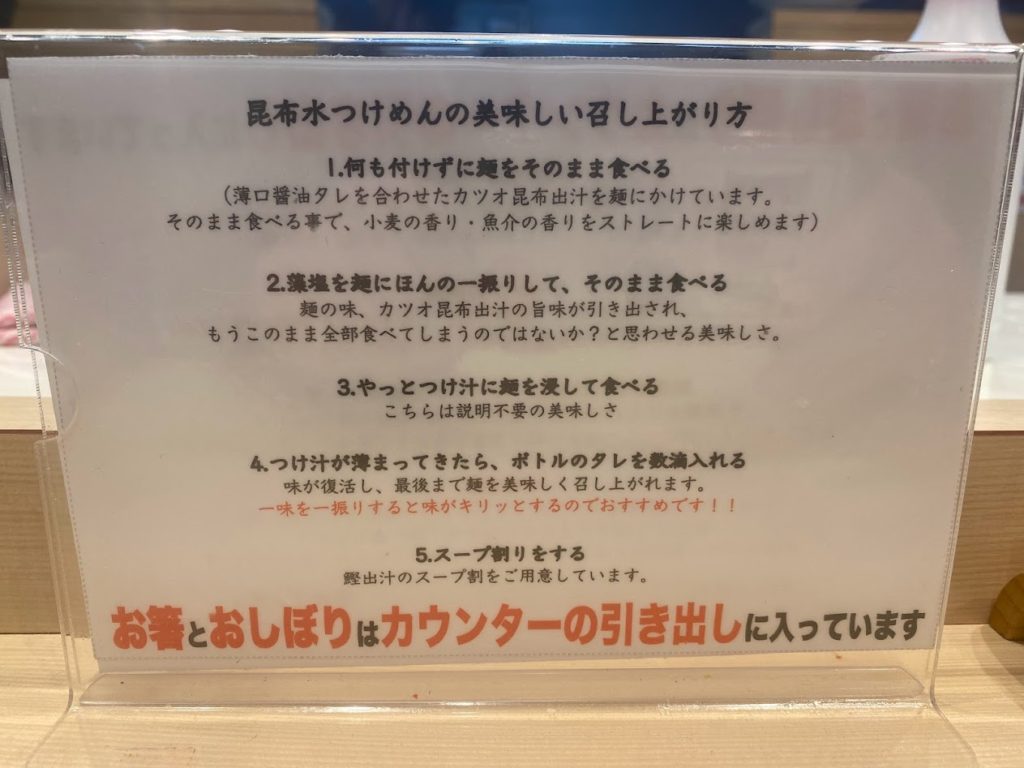 昆布水つけめんの美味しい召し上がり方
1.何も付けずに麺をそのまま食べる
(薄口醤油タレを合わせたカツオ昆布出汁を麺にかけています。
そのまま食べる事で、小麦の香り・魚介の香りをストレートに楽しめます)
2.藻塩を麺にほんの一振りして、そのまま食べる
麺の味、カツオ昆布出汁の旨味が引き出され、
もうこのまま全部食べてしまうのではないか?と思わせる美味しさ。
3.やっとつけ汁に麺を浸して食べる
こちらは説明不要の美味しさ
4.つけ汁が薄まってきたら、ボトルのタレを数滴入れる
味が復活し、最後まで麺を美味しく召し上がれます。
一味を一振りすると味がキリッとするのでおすすめです!!
5.スープ割りをする
鰹出汁のスープ割をご用意しています。
お箸とおしぼりはカウンターの引き出しに入っています